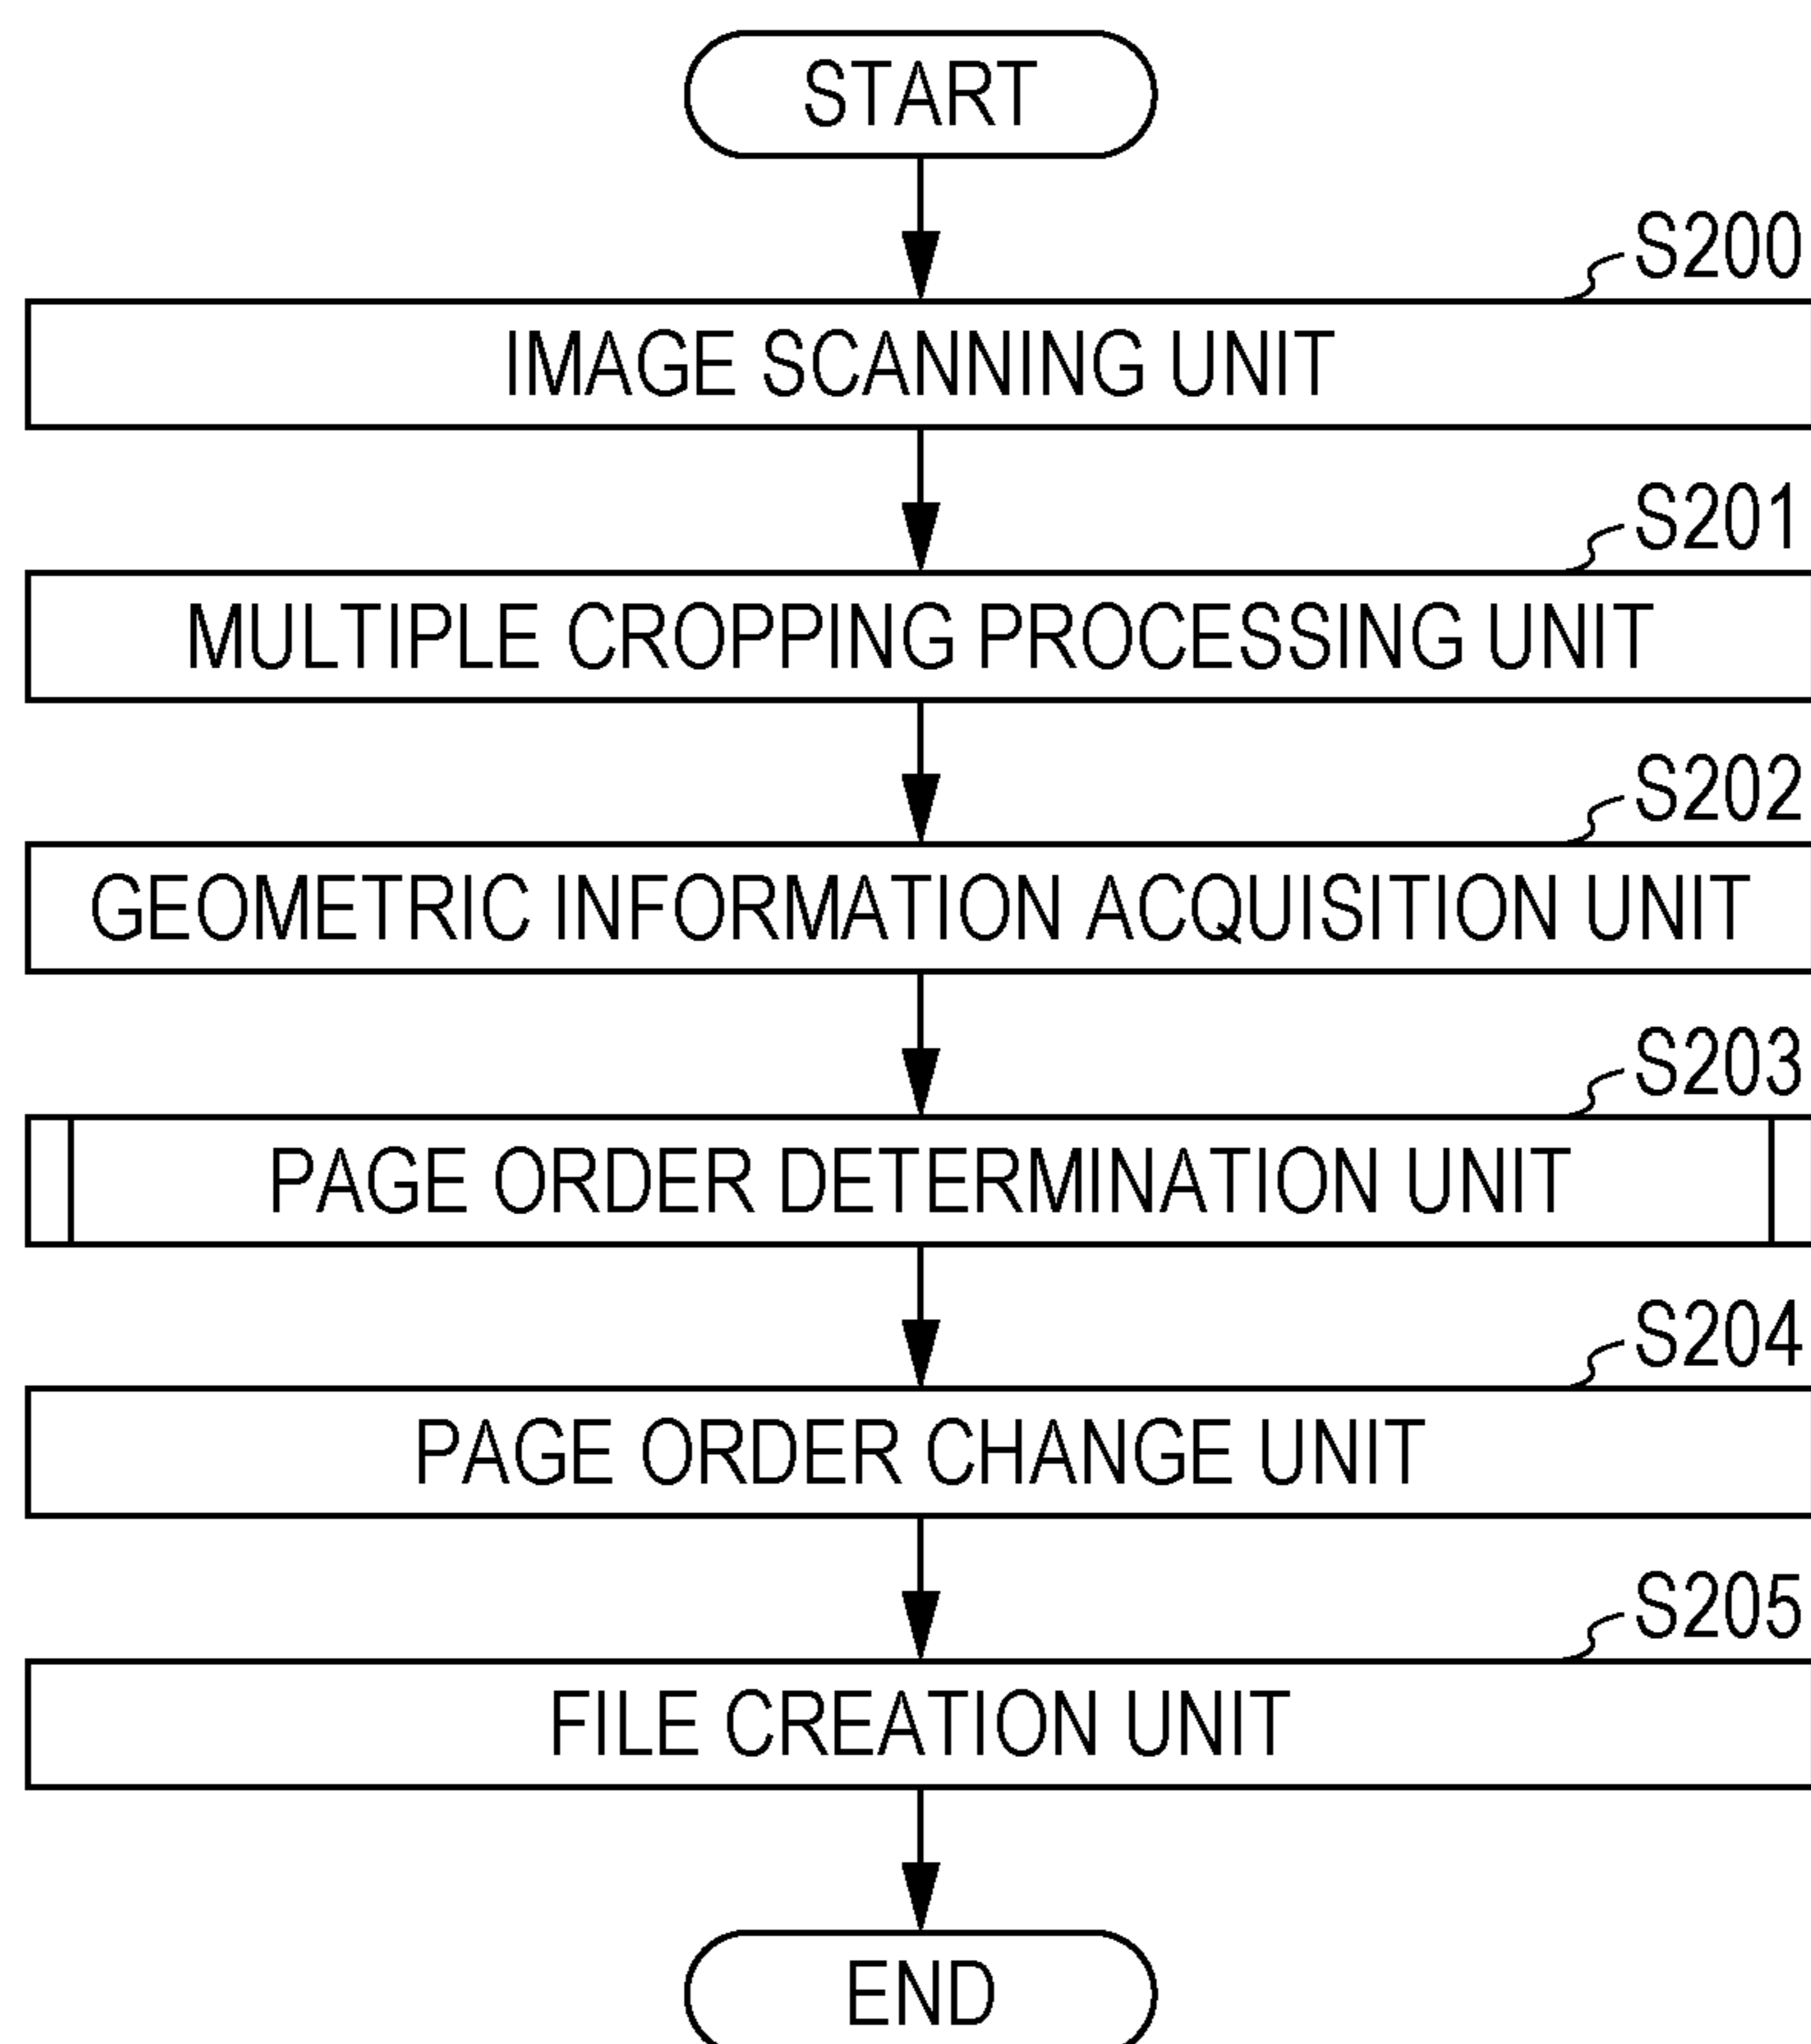 START
S200
IMAGE SCANNING UNIT
S201
MULTIPLE CROPPING PROCESSING UNIT
S202
GEOMETRIC INFORMATION ACQUISITION UNIT
S203
PAGE ORDER DETERMINATION UNIT
S204
PAGE ORDER CHANGE UNIT
S205
FILE CREATION UNIT
END